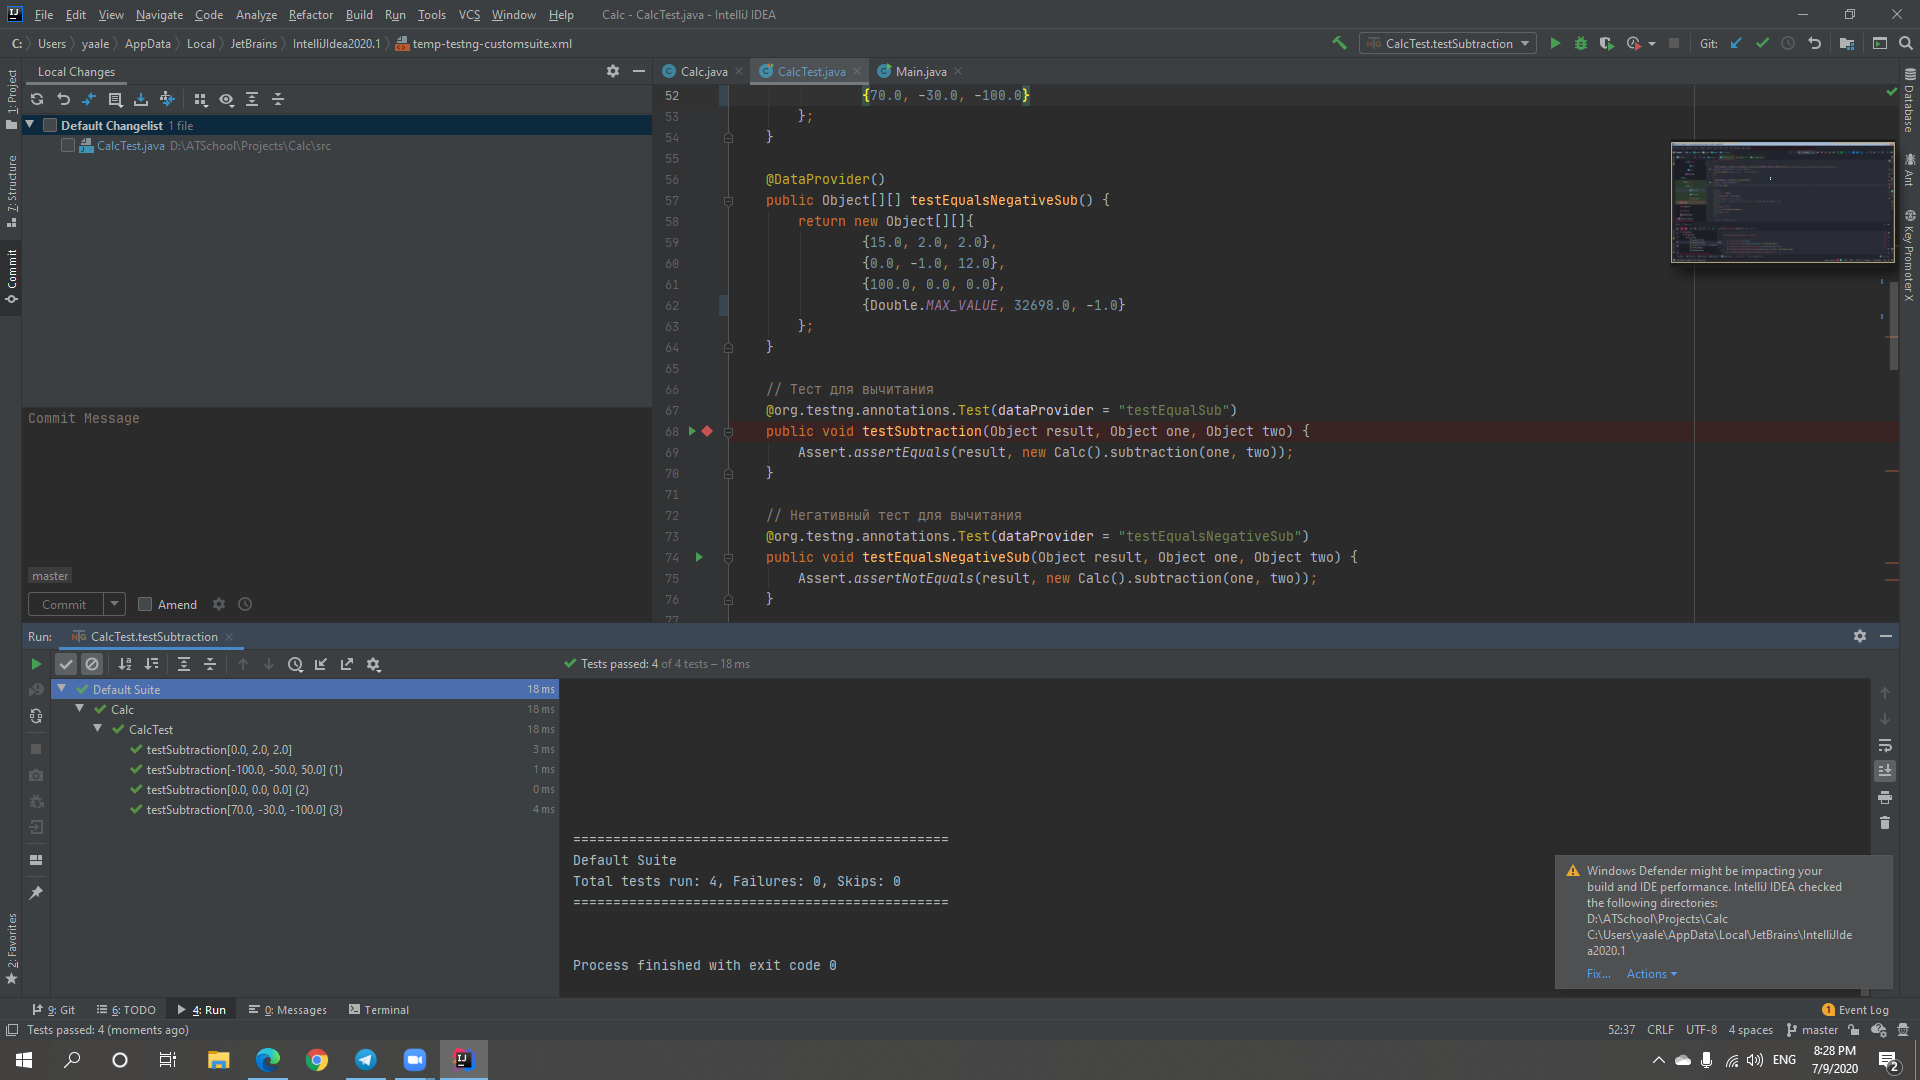 File Edit View Navigate Code Analyze Refactor Build Run Tools VCS Window Help Calc - CalcTest.java - IntelliJ IDEA
C: Users yaale AppData Local JetBrains IntelliJIdea2020.1 temp-testng-customsuite.xml CalcTest.testSubtraction Git:
Local Changes Calc.java CalcTest.java Main.java
1: Project
7: Structure
Commit
2: Favorites
Default Changelist 1 file
CalcTest.java D:\ATSchool\Projects\Calc\src
Commit Message
master
Commit Amend
52 {70.0, -30.0, -100.0}
53 };
54 }
55
56 @DataProvider()
57 public Object[][] testEqualsNegativeSub() {
58 return new Object[][]{
59 {15.0, 2.0, 2.0},
60 {0.0, -1.0, 12.0},
61 {100.0, 0.0, 0.0},
62 {Double.MAX_VALUE, 32698.0, -1.0}
63 };
64 }
65
66 // Тест для вычитания
67 @org.testng.annotations.Test(dataProvider = "testEqualSub")
68 public void testSubtraction(Object result, Object one, Object two) {
69 Assert.assertEquals(result, new Calc().subtraction(one, two));
70 }
71
72 // Негативный тест для вычитания
73 @org.testng.annotations.Test(dataProvider = "testEqualsNegativeSub")
74 public void testEqualsNegativeSub(Object result, Object one, Object two) {
75 Assert.assertNotEquals(result, new Calc().subtraction(one, two));
76 }
77
Database
Ant
Key Promoter X
Run: CalcTest.testSubtraction
Tests passed: 4 of 4 tests – 18 ms
Default Suite 18 ms
Calc 18 ms
CalcTest 18 ms
testSubtraction[0.0, 2.0, 2.0] 3 ms
testSubtraction[-100.0, -50.0, 50.0] (1) 1 ms
testSubtraction[0.0, 0.0, 0.0] (2) 0 ms
testSubtraction[70.0, -30.0, -100.0] (3) 4 ms
===============================================
Default Suite
Total tests run: 4, Failures: 0, Skips: 0
===============================================
Process finished with exit code 0
Windows Defender might be impacting your
build and IDE performance. IntelliJ IDEA checked
the following directories:
D:\ATSchool\Projects\Calc
C:\Users\yaale\AppData\Local\JetBrains\IntelliJIde
a2020.1
Fix... Actions
9: Git 6: TODO 4: Run 0: Messages Terminal 1 Event Log
Tests passed: 4 (moments ago) 52:37 CRLF UTF-8 4 spaces master
ENG 8:28 PM
7/9/2020 2